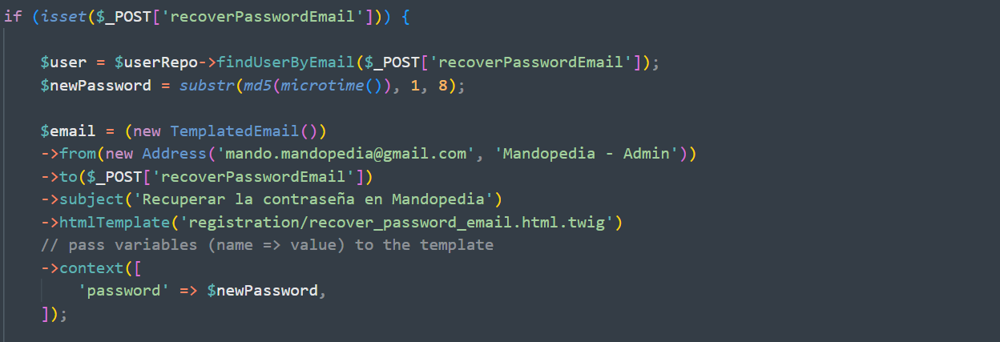 if (isset($_POST['recoverPasswordEmail'])) {
$user = $userRepo->findUserByEmail($_POST['recoverPasswordEmail']);
$newPassword = substr(md5(microtime()), 1, 8);
$email = (new TemplatedEmail())
->from(new Address('mando.mandopedia@gmail.com', 'Mandopedia - Admin'))
->to($_POST['recoverPasswordEmail'])
->subject('Recuperar la contraseña en Mandopedia')
->htmlTemplate('registration/recover_password_email.html.twig')
// pass variables (name => value) to the template
->context([
'password' => $newPassword,
]);